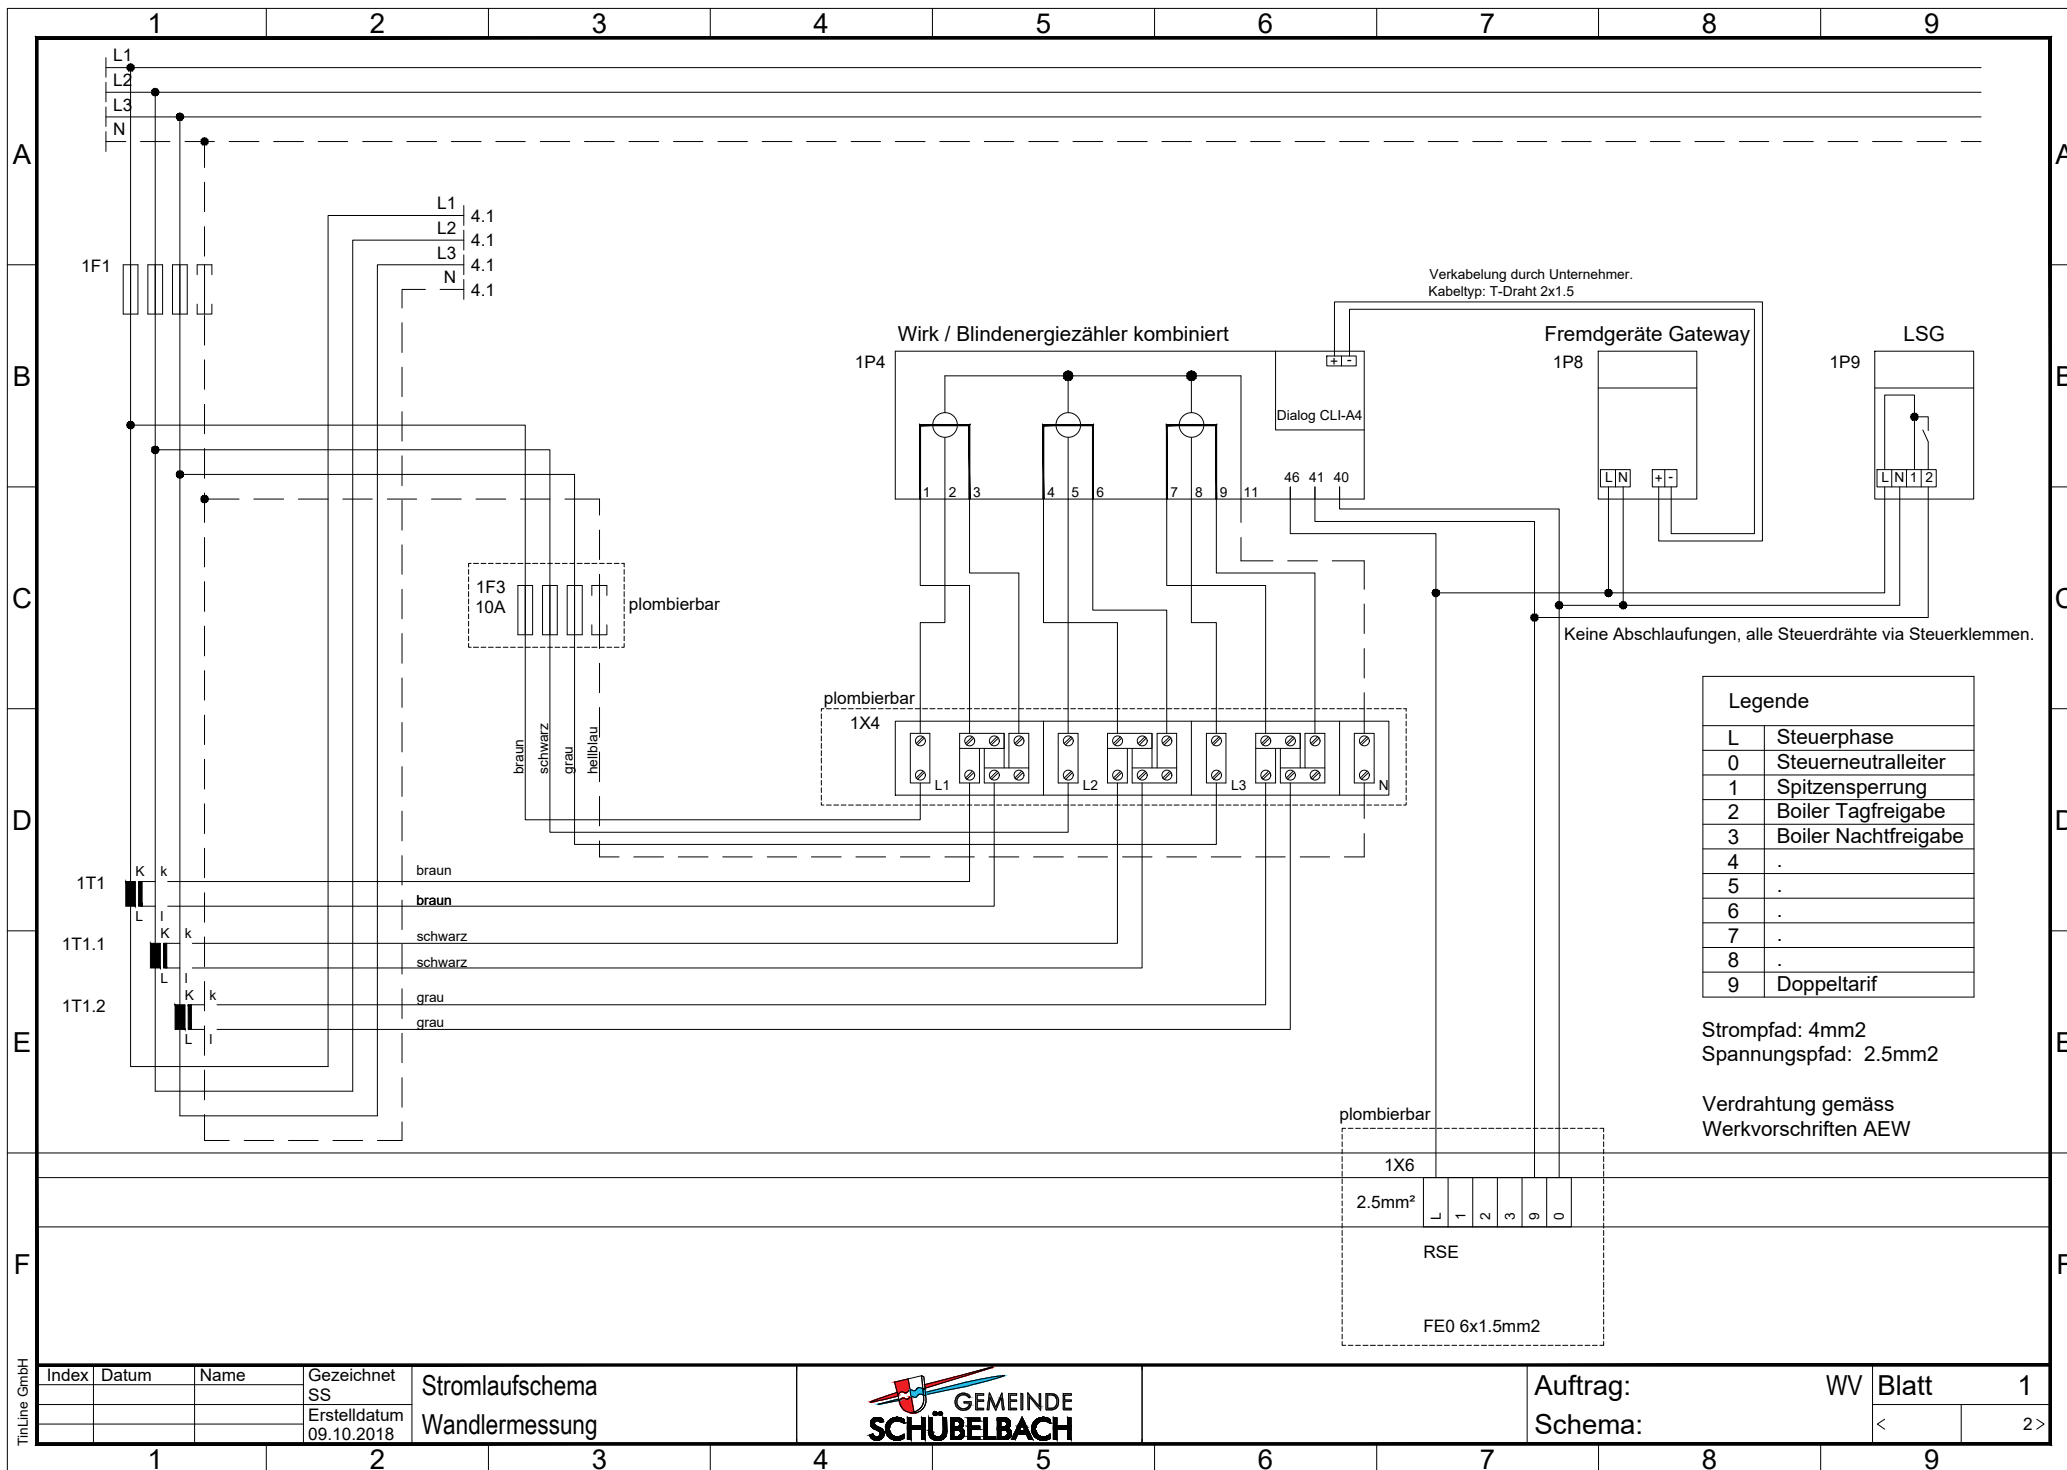 1 2 3 4 5 6 7 8 9
L1
L2
L3
N
A A
L1 4.1
L2 4.1
L3 4.1
N 4.1
1F1
Verkabelung durch Unternehmer.
Kabeltyp: T-Draht 2x1.5
Wirk / Blindenergiezähler kombiniert
Fremdgeräte Gateway
LSG
1P4
+ -
1P8
1P9
B B
Dialog CLI-A4
46 41 40
L N + -
L N 1 2
1 2 3 4 5 6 7 8 9 11
1F3
10A
plombierbar
C C
Keine Abschlaufungen, alle Steuerdrähte via Steuerklemmen.
plombierbar
1X4
braun
schwarz
grau
hellblau
L1 L2 L3 N
D D
Legende
L Steuerphase
0 Steuerneutralleiter
1 Spitzensperrung
2 Boiler Tagfreigabe
3 Boiler Nachtfreigabe
4 .
5 .
6 .
7 .
8 .
9 Doppeltarif
1T1
K k
L l
braun
braun
1T1.1
K k
L l
schwarz
schwarz
1T1.2
K k
L l
grau
grau
E E
Strompfad: 4mm2
Spannungspfad: 2.5mm2
Verdrahtung gemäss
Werkvorschriften AEW
plombierbar
1X6
2.5mm²
L 1 2 3 9 0
RSE
FE0 6x1.5mm2
F F
TinLine GmbH
Index Datum Name Gezeichnet
SS
Erstelldatum
09.10.2018
Stromlaufschema
Wandlermessung
GEMEINDE
SCHÜBELBACH
Auftrag: WV
Schema:
Blatt 1
< 2 >
1 2 3 4 5 6 7 8 9